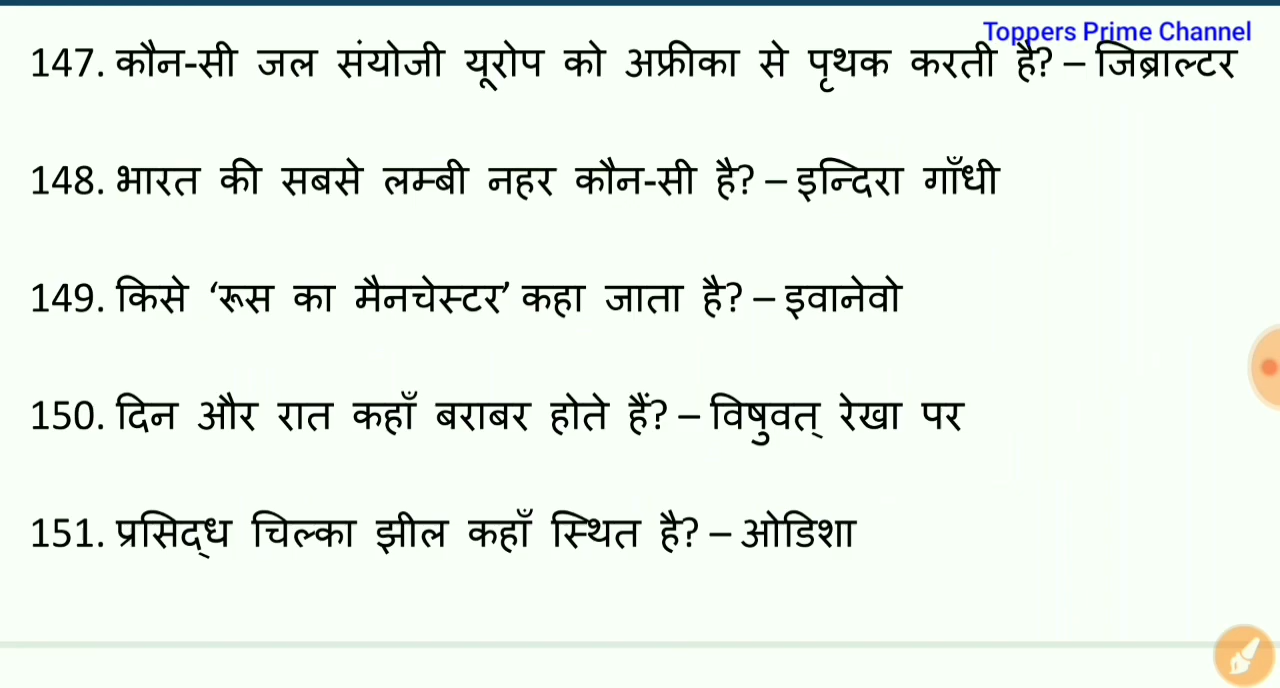 Toppers Prime Channel
147. कौन-सी जल संयोजी यूरोप को अफ्रीका से पृथक करती है? – जिब्राल्टर
148. भारत की सबसे लम्बी नहर कौन-सी है? – इन्दिरा गाँधी
149. किसे ‘रूस का मैनचेस्टर’ कहा जाता है? – इवानेवो
150. दिन और रात कहाँ बराबर होते हैं? – विषुवत् रेखा पर
151. प्रसिद्ध चिल्का झील कहाँ स्थित है? – ओडिशा